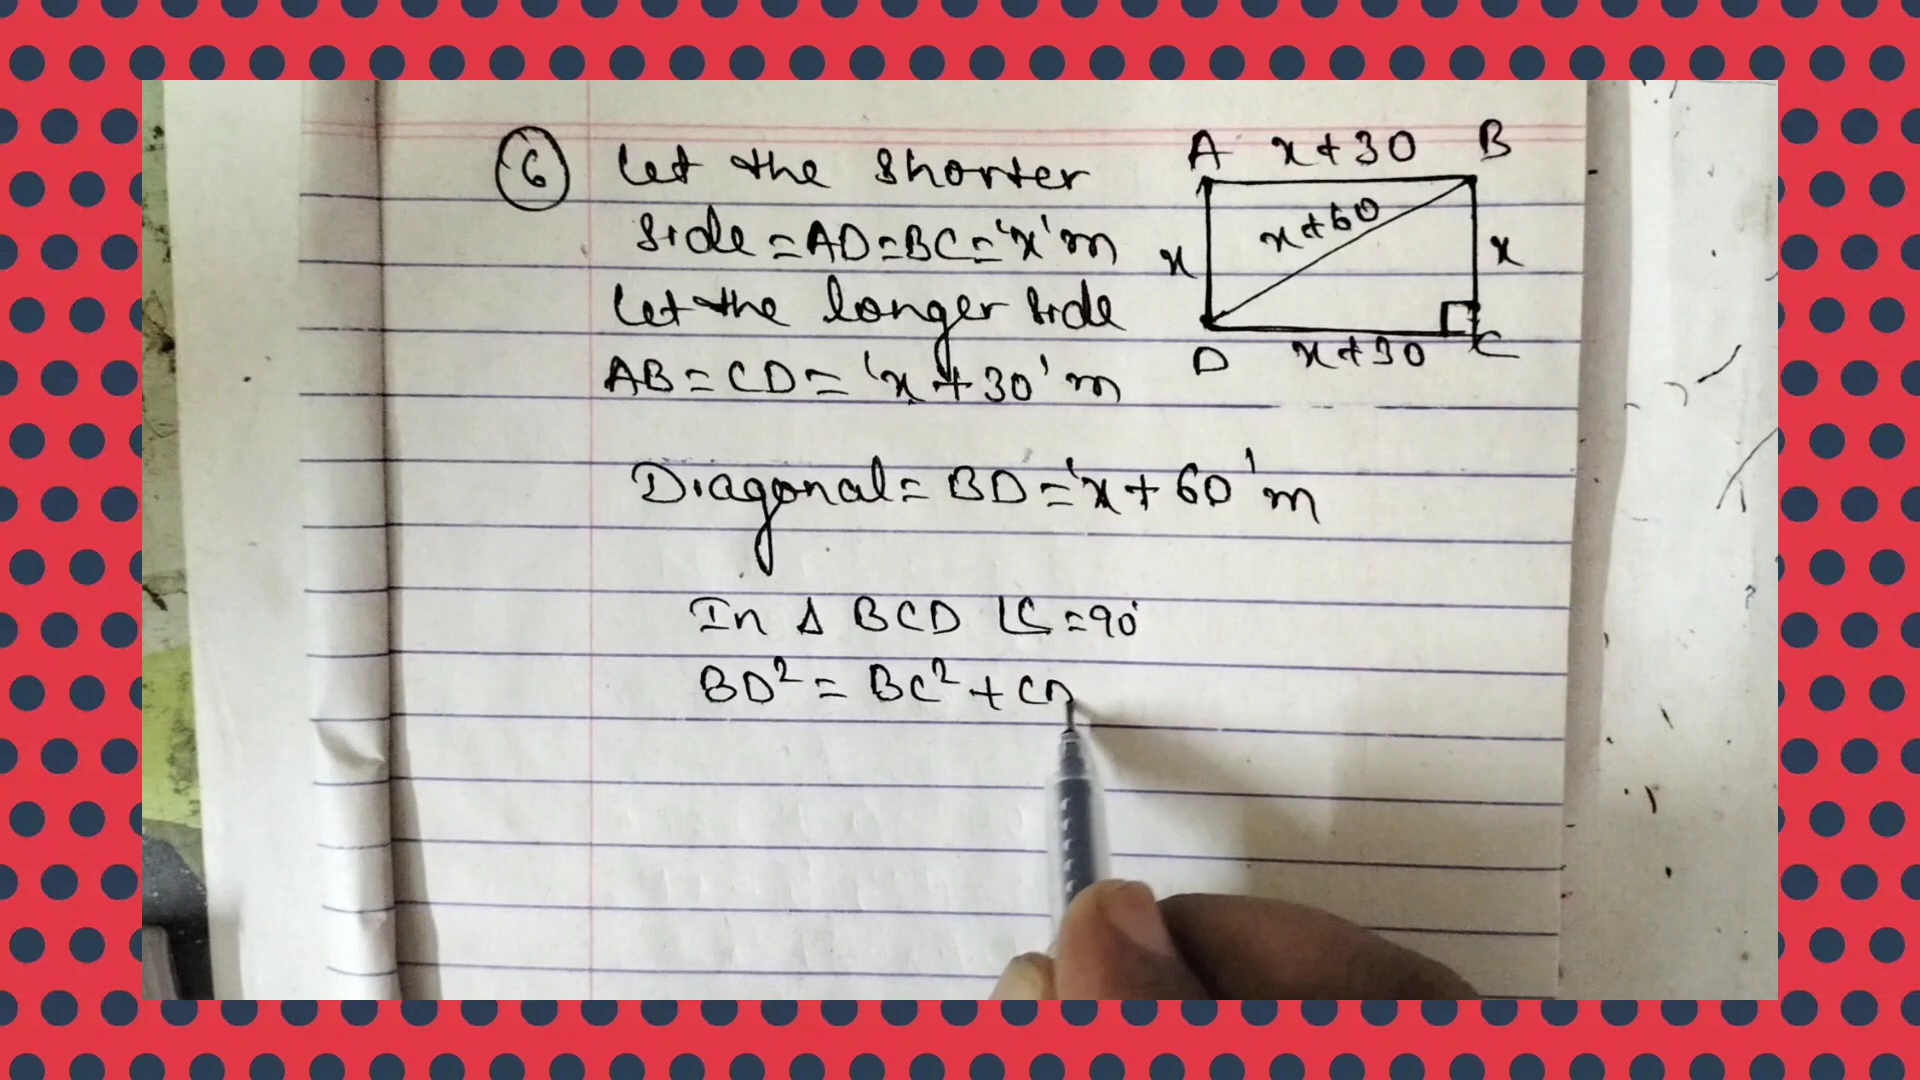 6 Let the shorter
side = AD = BC = 'x' m
Let the longer side
AB = CD = 'x + 30' m
A x+30 B
x+60
x x
D x+30 C
Diagonal = BD = 'x + 60' m
In Δ BCD ∠C = 90°
BD² = BC² + CD